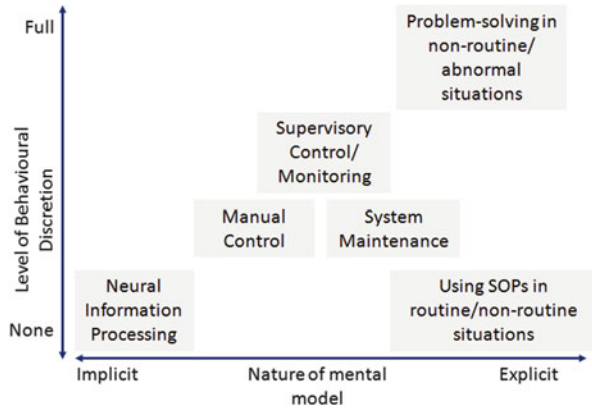 Full
Problem-solving in
non-routine/
abnormal
situations
Supervisory
Control/
Monitoring
Level of Behavioural
Discretion
Manual
Control
System
Maintenance
Neural
Information
Processing
Using SOPs in
routine/non-routine
situations
None
Implicit
Nature of mental
model
Explicit